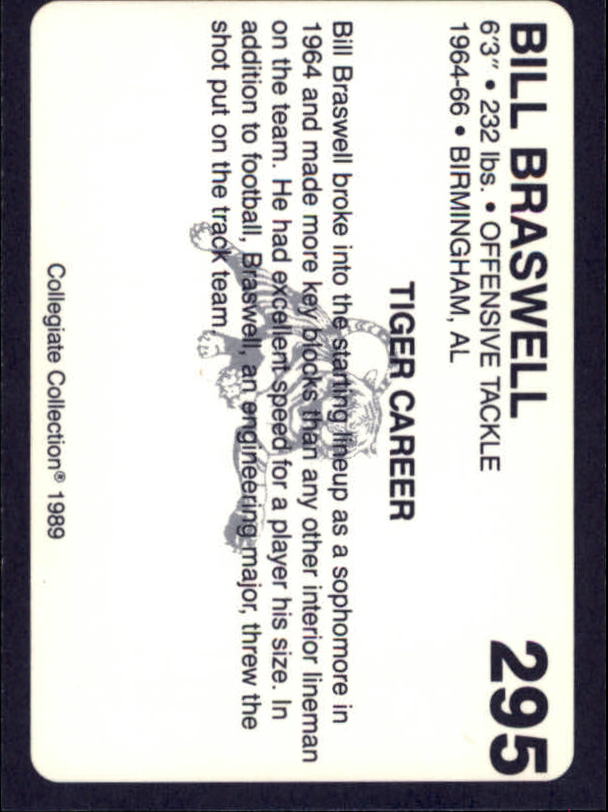 BILL BRASWELL 295
6'3" • 232 lbs. • OFFENSIVE TACKLE
1964-66 • BIRMINGHAM, AL
TIGER CAREER
Bill Braswell broke into the starting lineup as a sophomore in
1964 and made more key blocks than any other interior lineman
on the team. He had excellent speed for a player his size. In
addition to football, Braswell, an engineering major, threw the
shot put on the track team.
Collegiate Collection® 1989